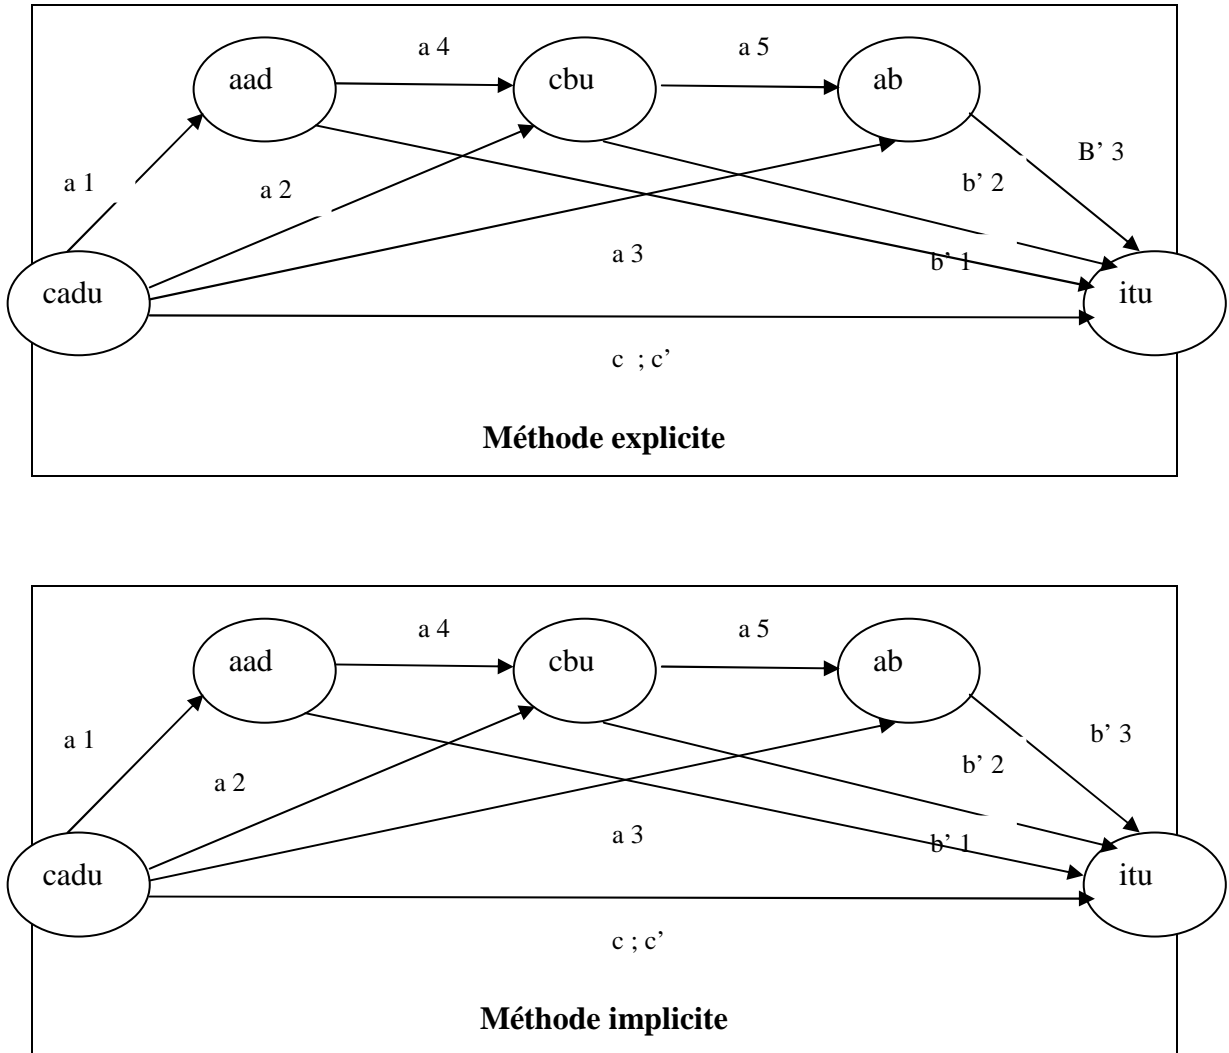 a 4 a 5
aad cbu ab
B’ 3
a 1 a 2 b’ 2
a 3 b’ 1
cadu itu
c ; c’
Méthode explicite
a 4 a 5
aad cbu ab
b’ 3
a 1 b’ 2
a 2
a 3 b’ 1
cadu itu
c ; c’
Méthode implicite